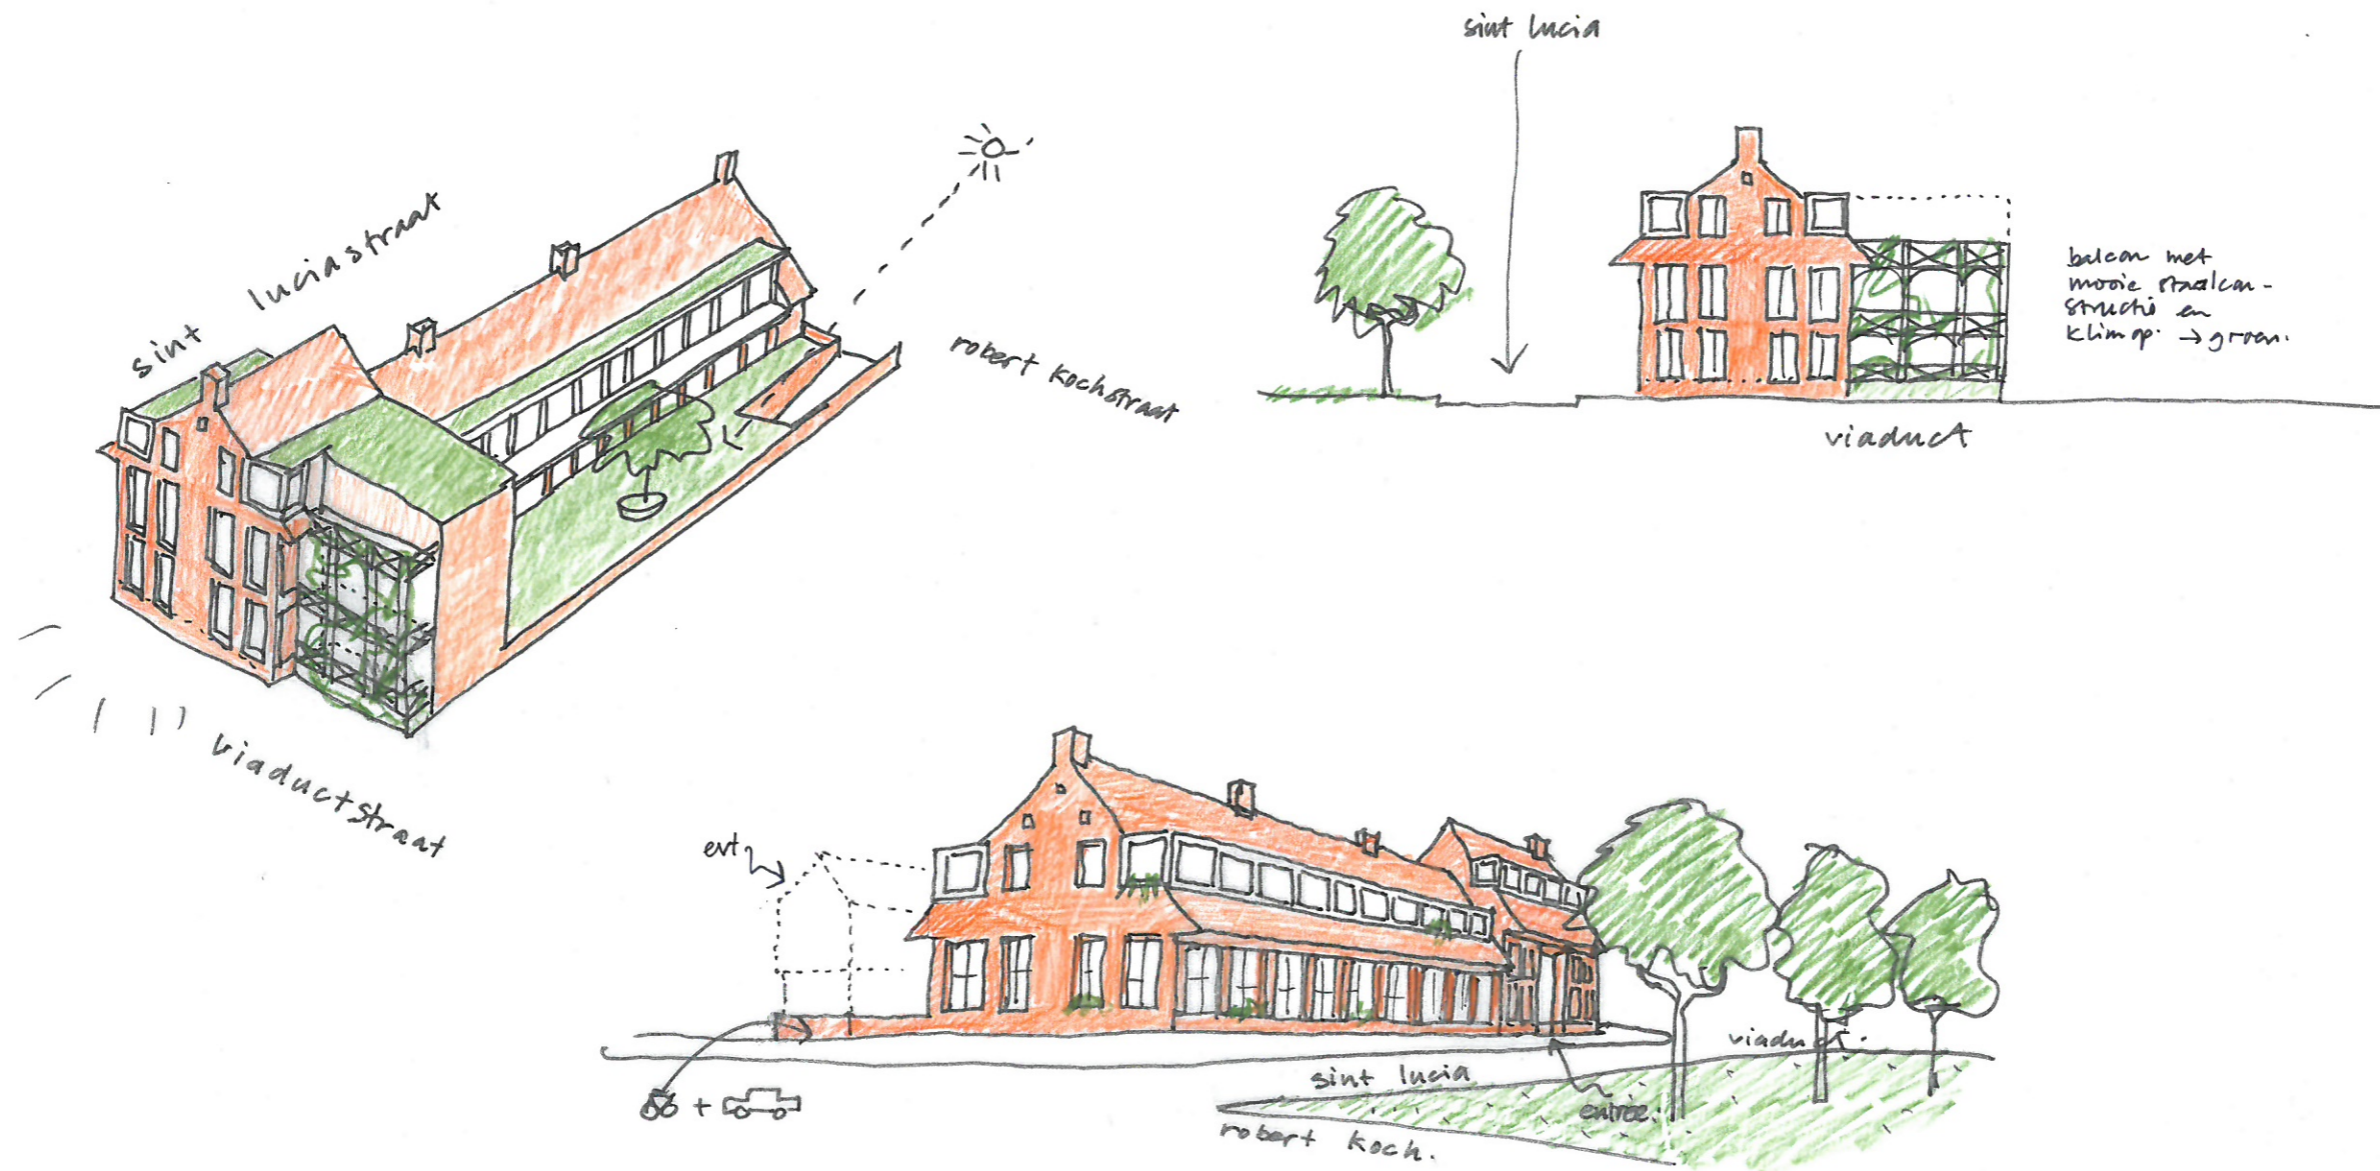 sint lucia
sint luciastraat
robert kochstraat
balcon met
mooie staalcon-
structie en
klimop. → groen.
viaduct
viaductstraat
evt
viaduct.
sint lucia
+
entrée.
robert koch.